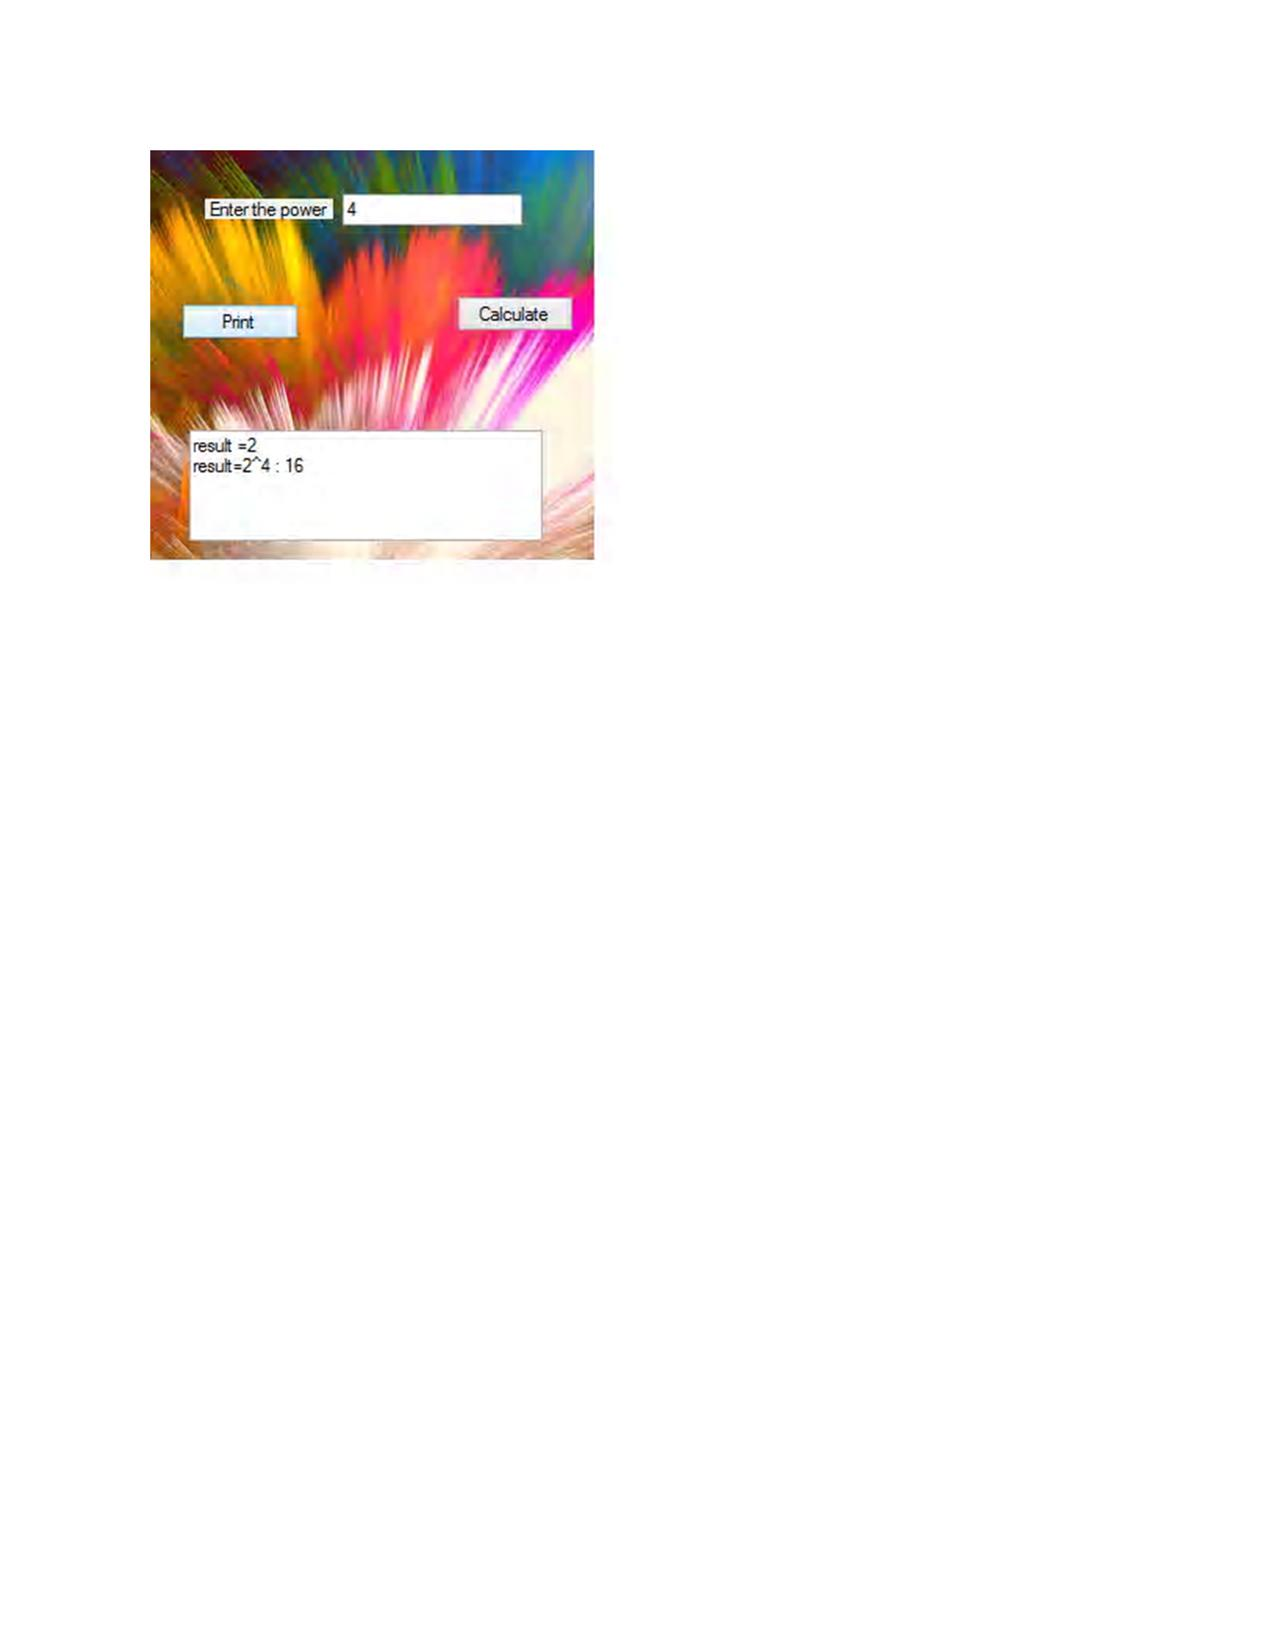 Enter the power 4
Print
Calculate
result =2
result=2^4 : 16